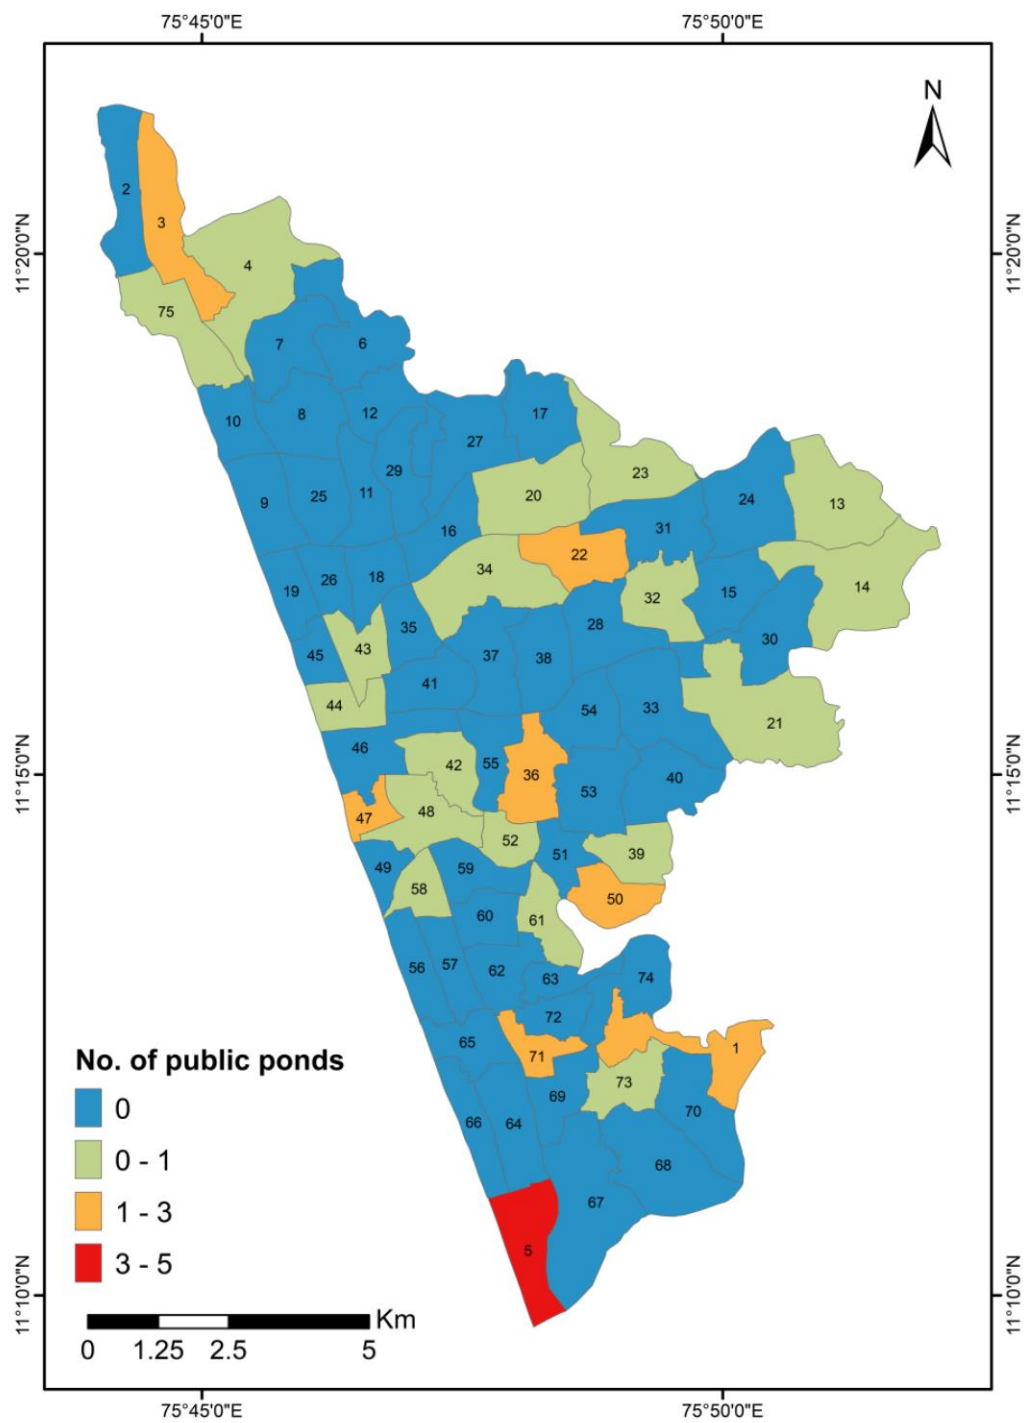 75°45'0"E 75°50'0"E
N
2
3
4
11°20'0"N 11°20'0"N
75
7 6
10 8 12 17
27
29 23
9 25 11 20 24 13
16 31
22
34
19 26 18 32 15 14
35 28 30
45 43 37 38
41
44 54 33 21
46
42 55 36 40
11°15'0"N 11°15'0"N
53
47 48
52 51 39
49 59
58 50
60 61
56 57 62 63 74
72
65 71 1
No. of public ponds
73
0 69 70
66 64
0 - 1 68
1 - 3 67
3 - 5 5
11°10'0"N 11°10'0"N
Km
0 1.25 2.5 5
75°45'0"E 75°50'0"E